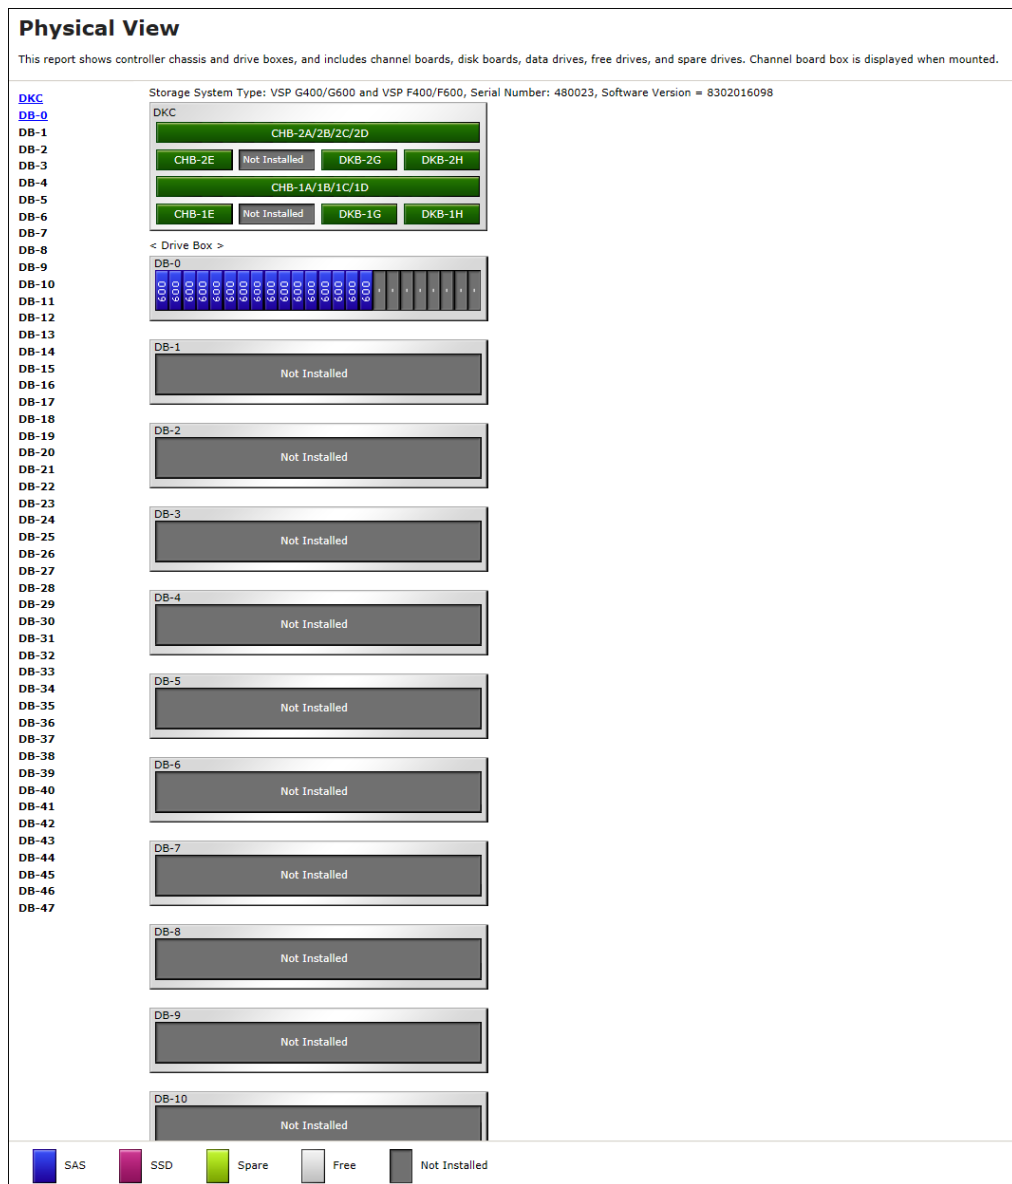 Physical View
This report shows controller chassis and drive boxes, and includes channel boards, disk boards, data drives, free drives, and spare drives. Channel board box is displayed when mounted.
DKC
DB-0
DB-1
DB-2
DB-3
DB-4
DB-5
DB-6
DB-7
DB-8
DB-9
DB-10
DB-11
DB-12
DB-13
DB-14
DB-15
DB-16
DB-17
DB-18
DB-19
DB-20
DB-21
DB-22
DB-23
DB-24
DB-25
DB-26
DB-27
DB-28
DB-29
DB-30
DB-31
DB-32
DB-33
DB-34
DB-35
DB-36
DB-37
DB-38
DB-39
DB-40
DB-41
DB-42
DB-43
DB-44
DB-45
DB-46
DB-47
Storage System Type: VSP G400/G600 and VSP F400/F600, Serial Number: 480023, Software Version = 8302016098
DKC
CHB-2A/2B/2C/2D
CHB-2E Not Installed DKB-2G DKB-2H
CHB-1A/1B/1C/1D
CHB-1E Not Installed DKB-1G DKB-1H
< Drive Box >
DB-0
600 600 600 600 600 600 600 600 600 600 600 600 600 600 600 600 - - - - - - - -
DB-1
Not Installed
DB-2
Not Installed
DB-3
Not Installed
DB-4
Not Installed
DB-5
Not Installed
DB-6
Not Installed
DB-7
Not Installed
DB-8
Not Installed
DB-9
Not Installed
DB-10
Not Installed
SAS SSD Spare Free Not Installed